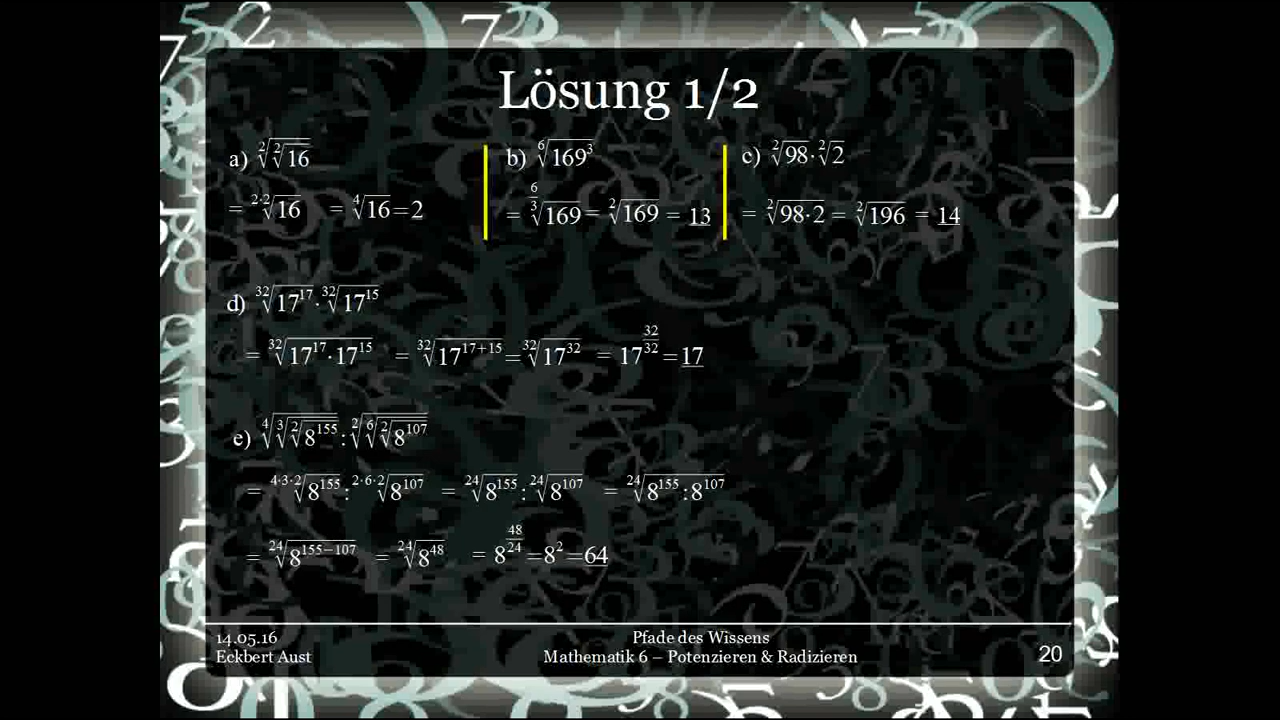 Lösung 1/2
a) ²√²√16
= ²·²√16 = ⁴√16=2
b) ⁶√169³
= ⁶⁄³√169= ²√169 = 13
c) ²√98·²√2
= ²√98·2= ²√196 = 14
d) ³²√17¹⁷·³²√17¹⁵
= ³²√17¹⁷·17¹⁵ = ³²√17¹⁷⁺¹⁵=³²√17³² = 17^(32/32)=17
e) ⁴√³√²√8¹⁵⁵:²√⁶√²√8¹⁰⁷
= ⁴·³·²√8¹⁵⁵:²·⁶·²√8¹⁰⁷ = ²⁴√8¹⁵⁵:²⁴√8¹⁰⁷ = ²⁴√8¹⁵⁵:8¹⁰⁷
= ²⁴√8¹⁵⁵⁻¹⁰⁷ = ²⁴√8⁴⁸ = 8^(48/24)=8²=64
14.05.16
Eckbert Aust
Pfade des Wissens
Mathematik 6 – Potenzieren & Radizieren
20